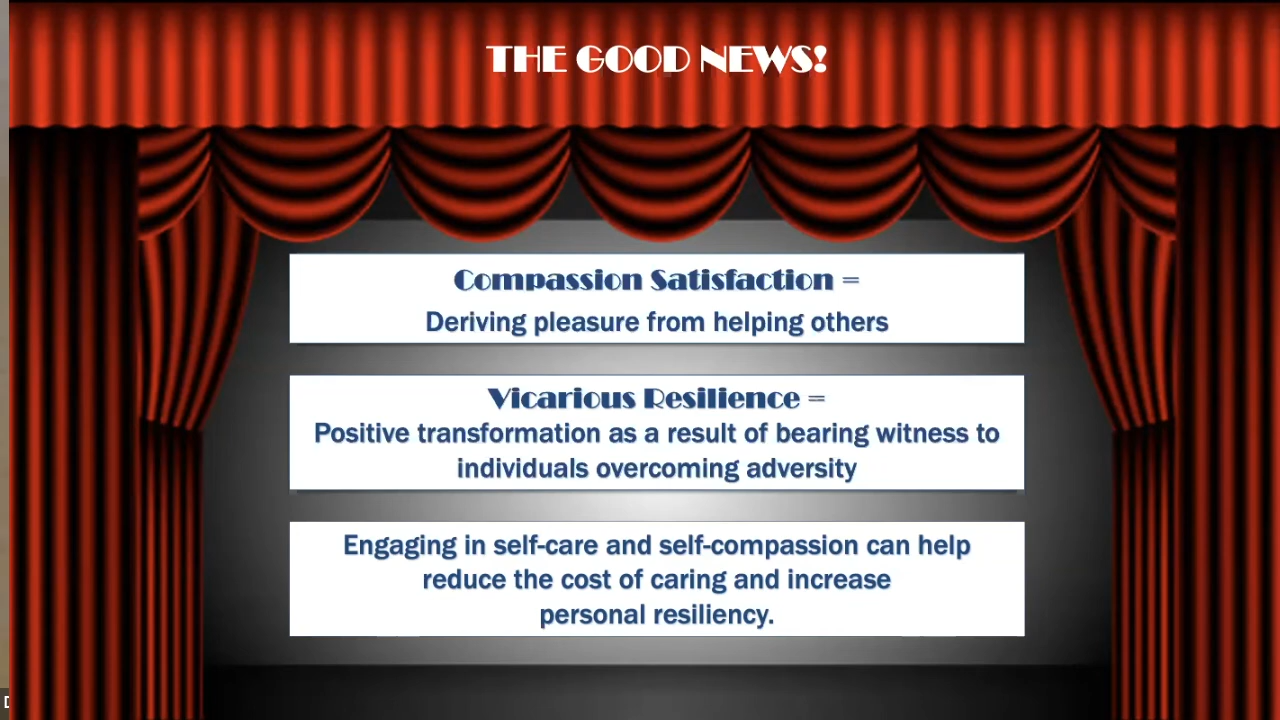 THE GOOD NEWS!
Compassion Satisfaction =
Deriving pleasure from helping others
Vicarious Resilience =
Positive transformation as a result of bearing witness to
individuals overcoming adversity
Engaging in self-care and self-compassion can help
reduce the cost of caring and increase
personal resiliency.